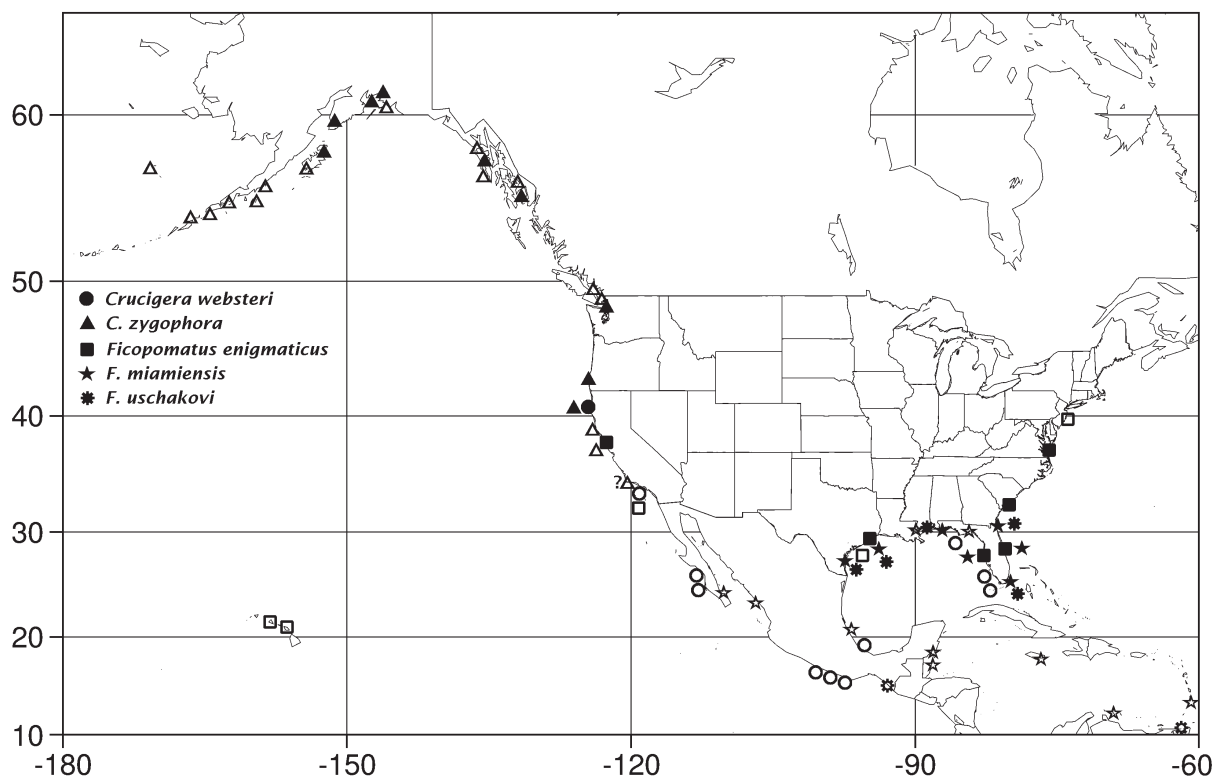 60
50
Crucigera websteri
C. zygophora
Ficopomatus enigmaticus
F. miamiensis
F. uschakovi
40
?
30
20
10
-180 -150 -120 -90 -60